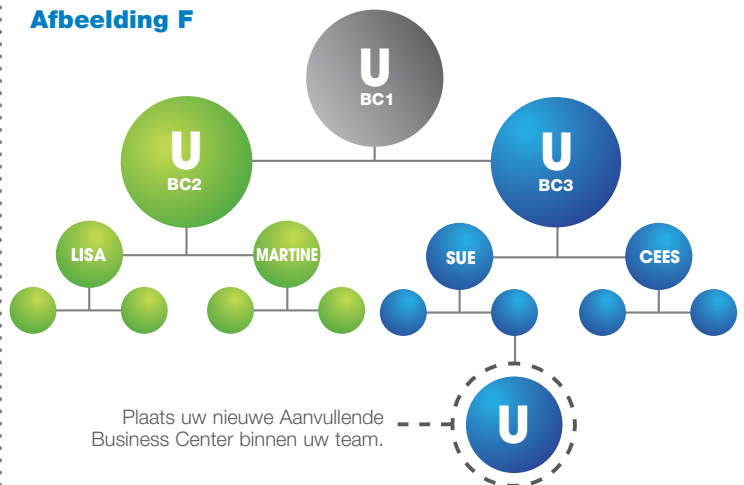 Afbeelding F
U
BC1
U
BC2
U
BC3
LISA
MARTINE
SUE
CEES
U
Plaats uw nieuwe Aanvullende
Business Center binnen uw team.